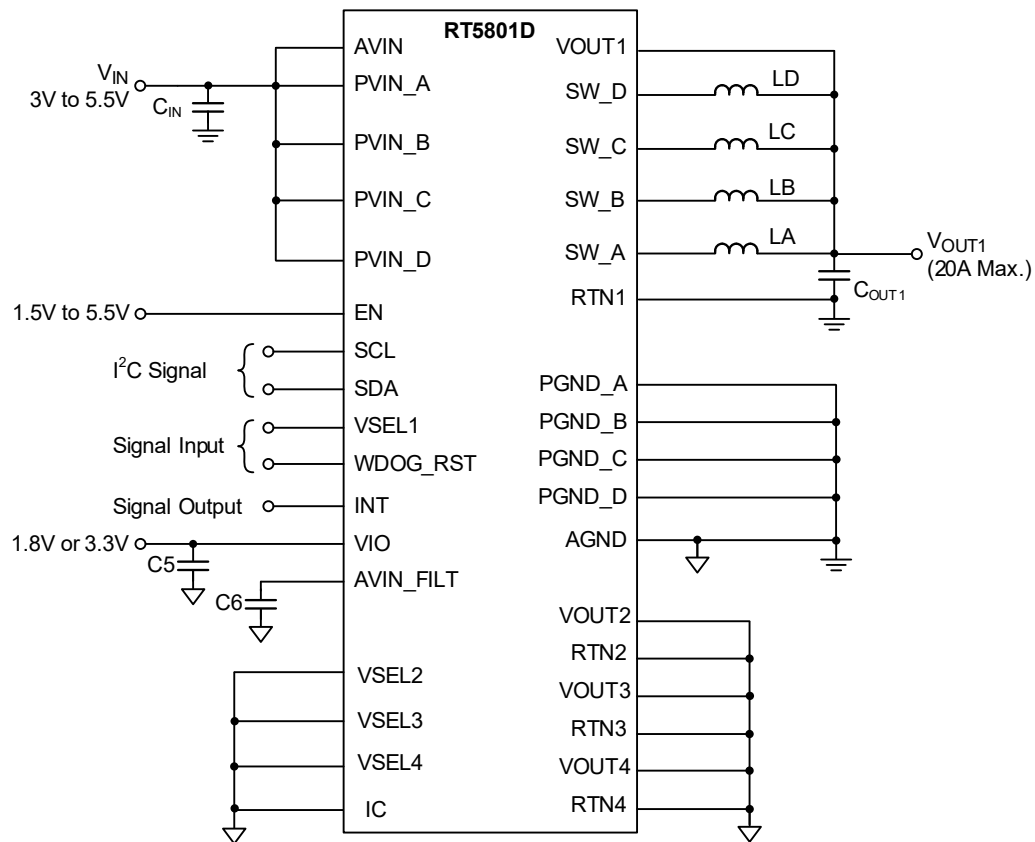 RT5801D
AVIN
V_IN
3V to 5.5V
C_IN
PVIN_A
PVIN_B
PVIN_C
PVIN_D
1.5V to 5.5V
EN
I²C Signal
SCL
SDA
Signal Input
VSEL1
WDOG_RST
Signal Output
INT
1.8V or 3.3V
VIO
C5
AVIN_FILT
C6
VSEL2
VSEL3
VSEL4
IC
VOUT1
SW_D
LD
SW_C
LC
SW_B
LB
SW_A
LA
V_OUT1
(20A Max.)
C_OUT1
RTN1
PGND_A
PGND_B
PGND_C
PGND_D
AGND
VOUT2
RTN2
VOUT3
RTN3
VOUT4
RTN4